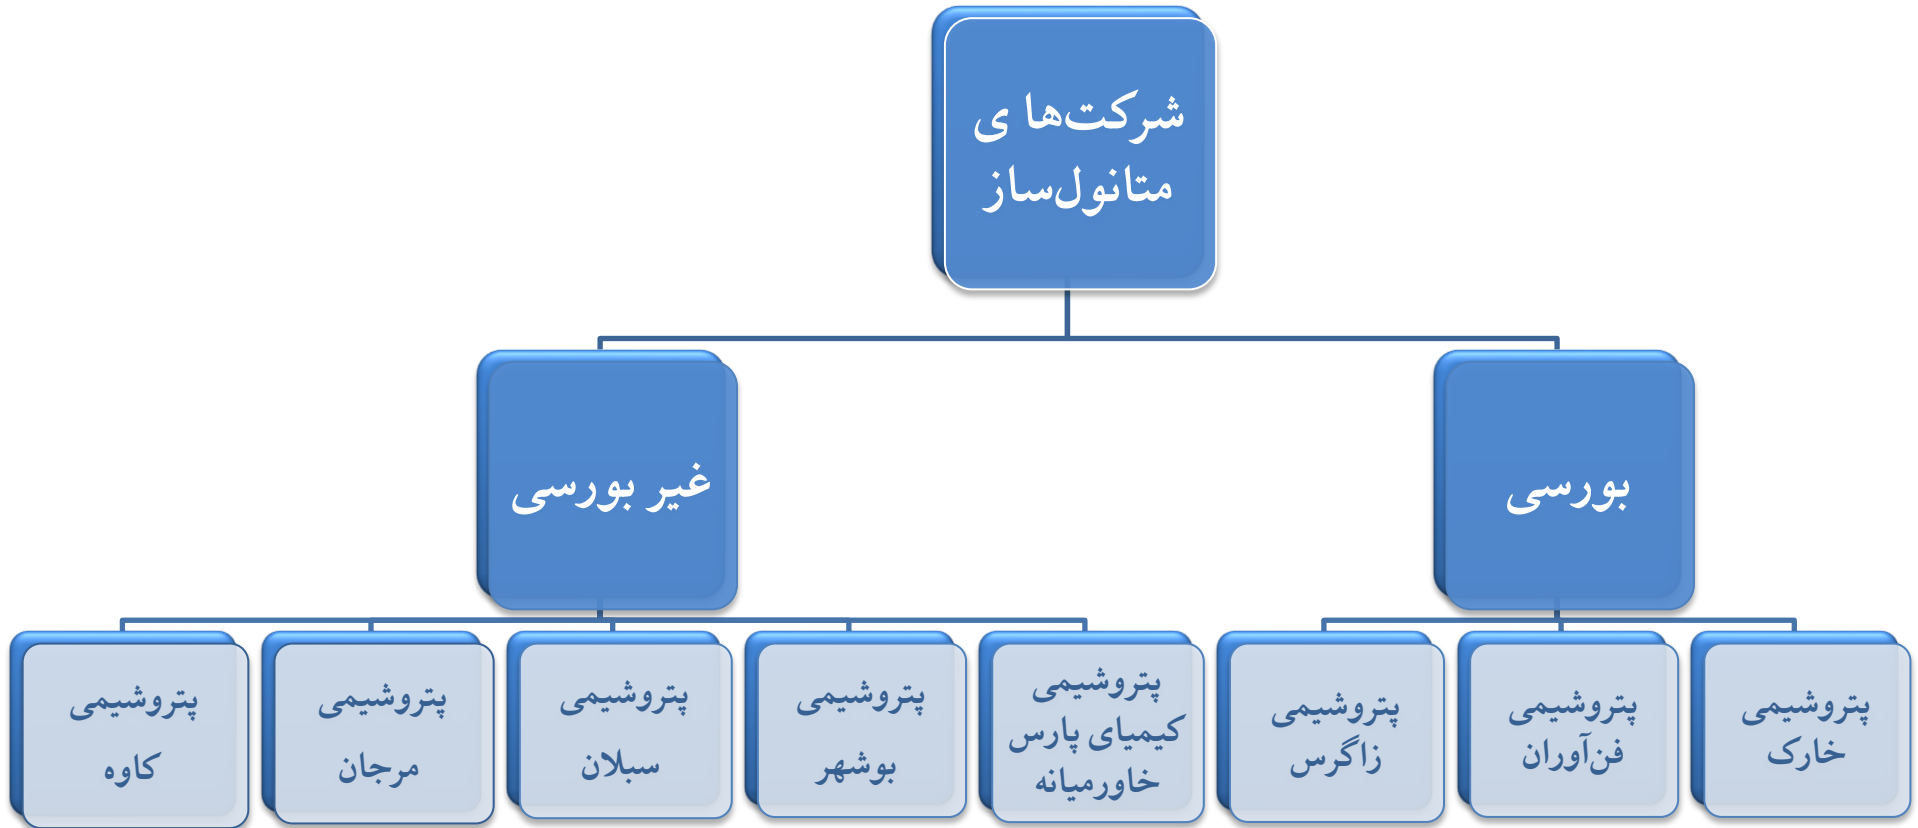 شرکت‌ها ی
متانول‌ساز
بورسی
غیر بورسی
پتروشیمی
خارک
پتروشیمی
فن‌آوران
پتروشیمی
زاگرس
پتروشیمی
کیمیای پارس
خاورمیانه
پتروشیمی
بوشهر
پتروشیمی
سبلان
پتروشیمی
مرجان
پتروشیمی
کاوه